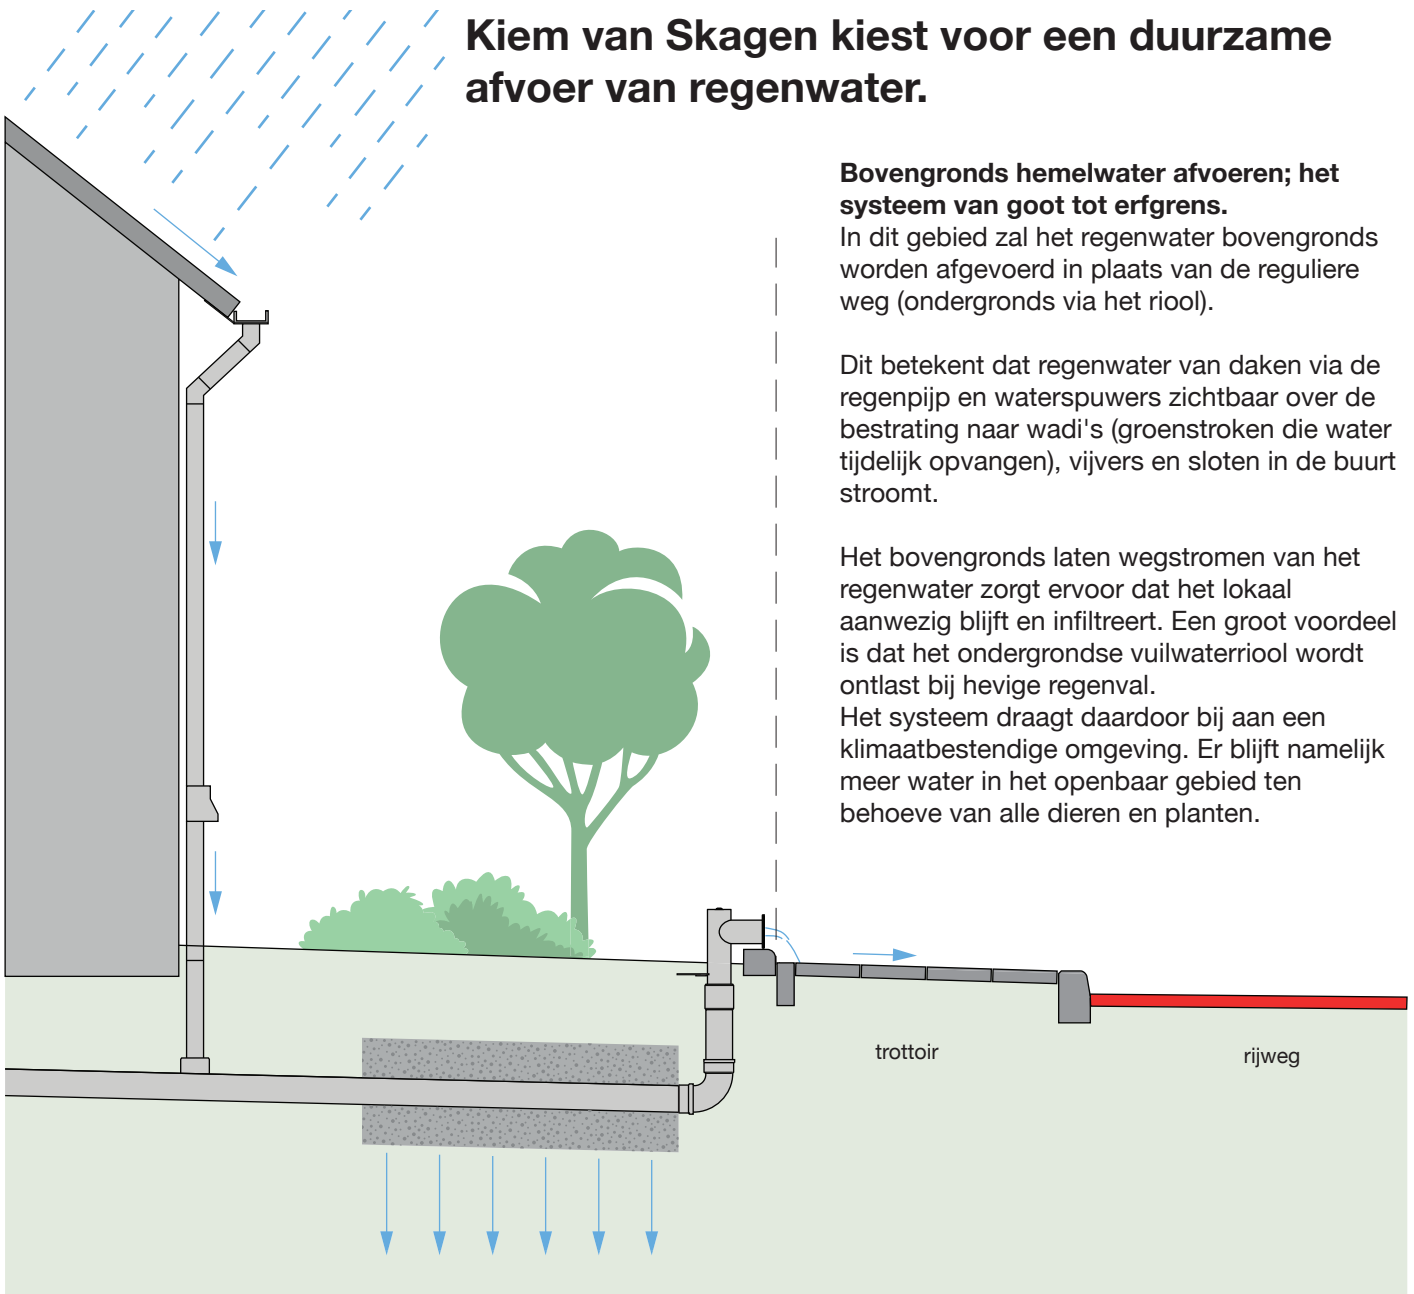 Kiem van Skagen kiest voor een duurzame
afvoer van regenwater.
Bovengronds hemelwater afvoeren; het
systeem van goot tot erfgrens.
In dit gebied zal het regenwater bovengronds
worden afgevoerd in plaats van de reguliere
weg (ondergronds via het riool).
Dit betekent dat regenwater van daken via de
regenpijp en waterspuwers zichtbaar over de
bestrating naar wadi's (groenstroken die water
tijdelijk opvangen), vijvers en sloten in de buurt
stroomt.
Het bovengronds laten wegstromen van het
regenwater zorgt ervoor dat het lokaal
aanwezig blijft en infiltreert. Een groot voordeel
is dat het ondergrondse vuilwaterriool wordt
ontlast bij hevige regenval.
Het systeem draagt daardoor bij aan een
klimaatbestendige omgeving. Er blijft namelijk
meer water in het openbaar gebied ten
behoeve van alle dieren en planten.
trottoir
rijweg